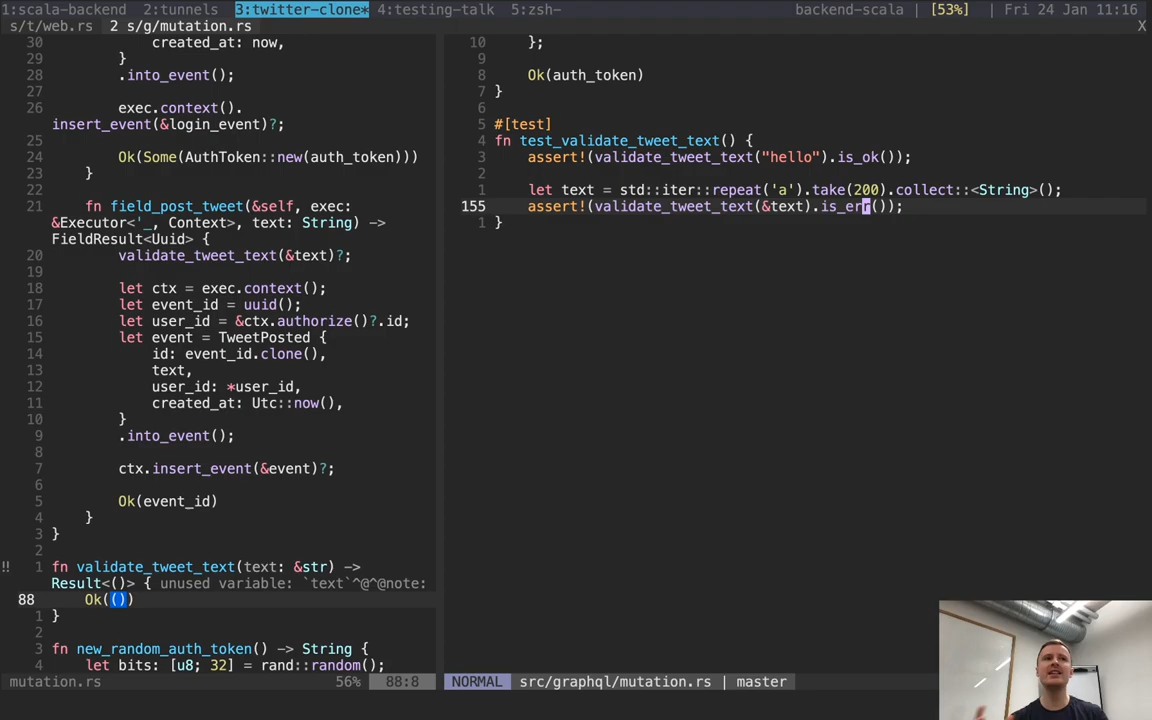 1:scala-backend 2:tunnels 3:twitter-clone* 4:testing-talk 5:zsh- backend-scala | [53%] | Fri 24 Jan 11:16
s/t/web.rs 2 s/g/mutation.rs X
30 created_at: now,
29 }
28 .into_event();
27
26 exec.context().
insert_event(&login_event)?;
25
24 Ok(Some(AuthToken::new(auth_token)))
23 }
22
21 fn field_post_tweet(&self, exec:
&Executor<'_, Context>, text: String) ->
FieldResult<Uuid> {
20 validate_tweet_text(&text)?;
19
18 let ctx = exec.context();
17 let event_id = uuid();
16 let user_id = &ctx.authorize()?.id;
15 let event = TweetPosted {
14 id: event_id.clone(),
13 text,
12 user_id: *user_id,
11 created_at: Utc::now(),
10 }
9 .into_event();
8
7 ctx.insert_event(&event)?;
6
5 Ok(event_id)
4 }
3 }
2
!! 1 fn validate_tweet_text(text: &str) ->
Result<()> { unused variable: `text`^@^@note:
88 Ok(())
1 }
2
3 fn new_random_auth_token() -> String {
4 let bits: [u8; 32] = rand::random();
mutation.rs 56% 88:8
10 };
9
8 Ok(auth_token)
7 }
6
5 #[test]
4 fn test_validate_tweet_text() {
3 assert!(validate_tweet_text("hello").is_ok());
2
1 let text = std::iter::repeat('a').take(200).collect::<String>();
155 assert!(validate_tweet_text(&text).is_err());
1 }
NORMAL src/graphql/mutation.rs | master